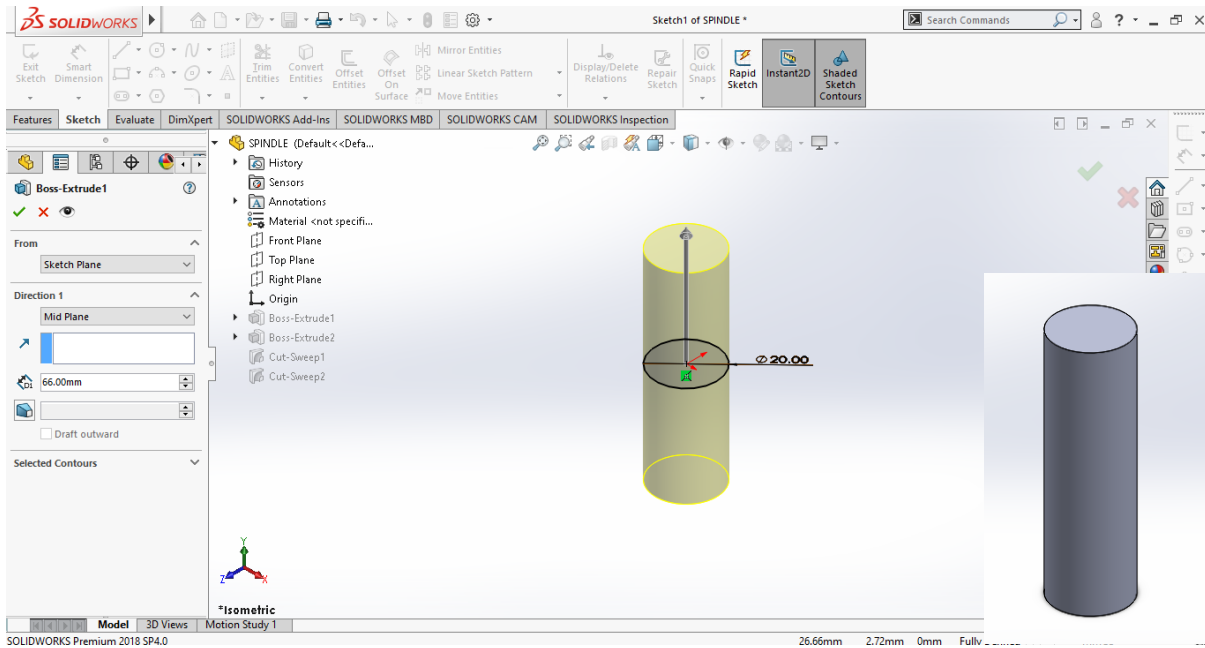 SOLIDWORKS
Sketch1 of SPINDLE *
Search Commands
?
Exit Sketch
Smart Dimension
Trim Entities
Convert Entities
Offset Entities
Offset On Surface
Mirror Entities
Linear Sketch Pattern
Move Entities
Display/Delete Relations
Repair Sketch
Quick Snaps
Rapid Sketch
Instant2D
Shaded Sketch Contours
Features Sketch Evaluate DimXpert SOLIDWORKS Add-Ins SOLIDWORKS MBD SOLIDWORKS CAM SOLIDWORKS Inspection
SPINDLE (Default<<Defa...
History
Sensors
Annotations
Material <not specifi...
Front Plane
Top Plane
Right Plane
Origin
Boss-Extrude1
Boss-Extrude2
Cut-Sweep1
Cut-Sweep2
Boss-Extrude1
From
Sketch Plane
Direction 1
Mid Plane
D1
66.00mm
Draft outward
Selected Contours
Ø20.00
Y
Z X
*Isometric
Model 3D Views Motion Study 1
SOLIDWORKS Premium 2018 SP4.0
26.66mm 2.72mm 0mm Fully